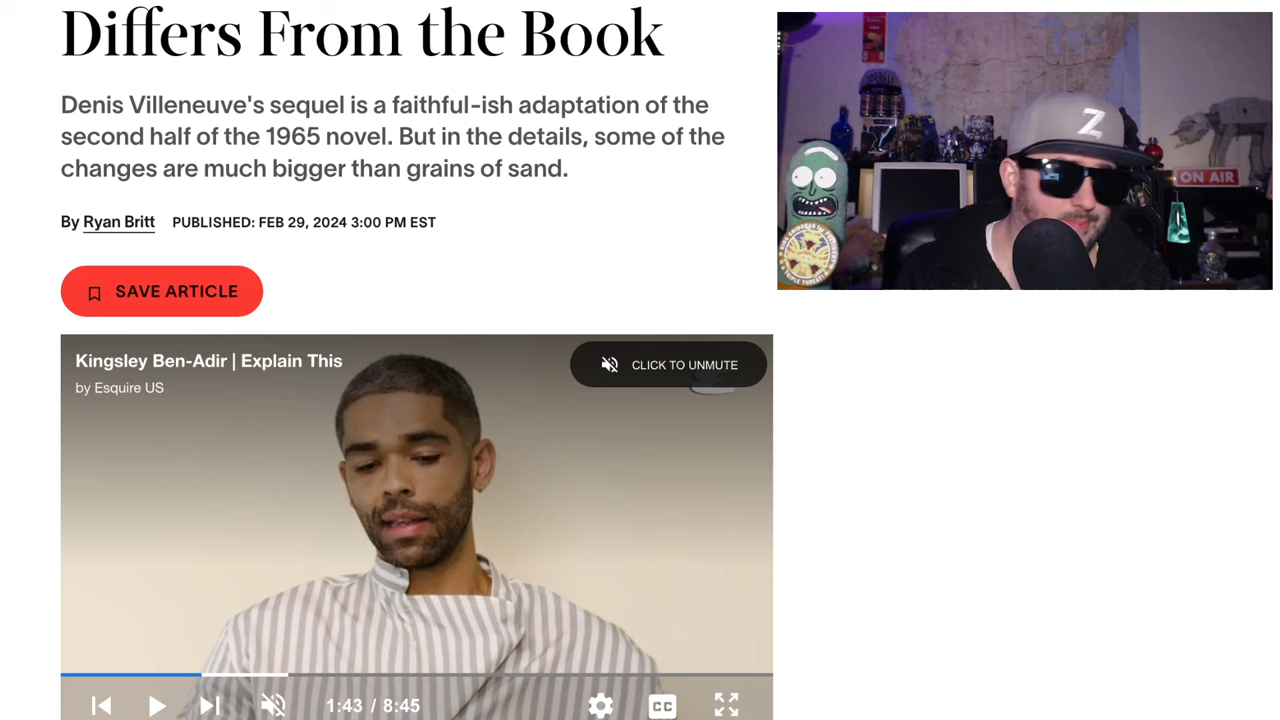 Differs From the Book
Denis Villeneuve's sequel is a faithful-ish adaptation of the
second half of the 1965 novel. But in the details, some of the
changes are much bigger than grains of sand.
By Ryan Britt PUBLISHED: FEB 29, 2024 3:00 PM EST
SAVE ARTICLE
Kingsley Ben-Adir | Explain This
CLICK TO UNMUTE
by Esquire US
1:43 / 8:45
CC
Z
ON AIR